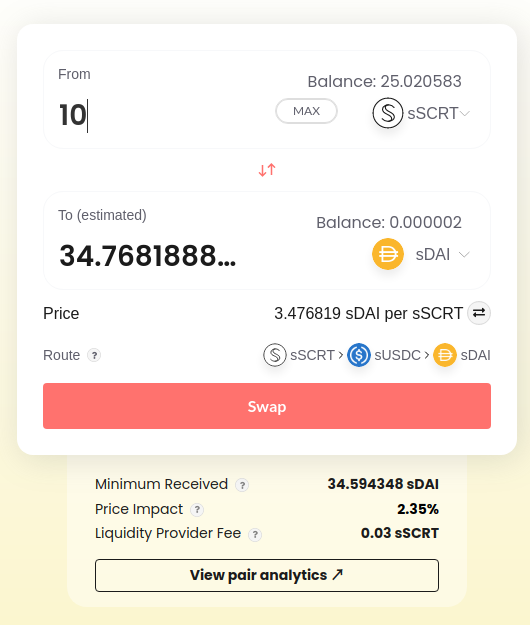 From
Balance: 25.020583
10 MAX sSCRT
To (estimated)
Balance: 0.000002
34.7681888... sDAI
Price 3.476819 sDAI per sSCRT
Route ? sSCRT > sUSDC > sDAI
Swap
Minimum Received ? 34.594348 sDAI
Price Impact ? 2.35%
Liquidity Provider Fee ? 0.03 sSCRT
View pair analytics ↗